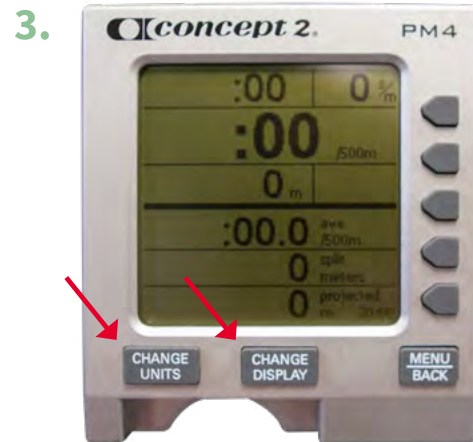 3.
concept 2.
PM4
:00 0 s/m
:00 /500m
0 m
:00.0 ave /500m
0 split meters
0 projected m
CHANGE UNITS
CHANGE DISPLAY
MENU BACK